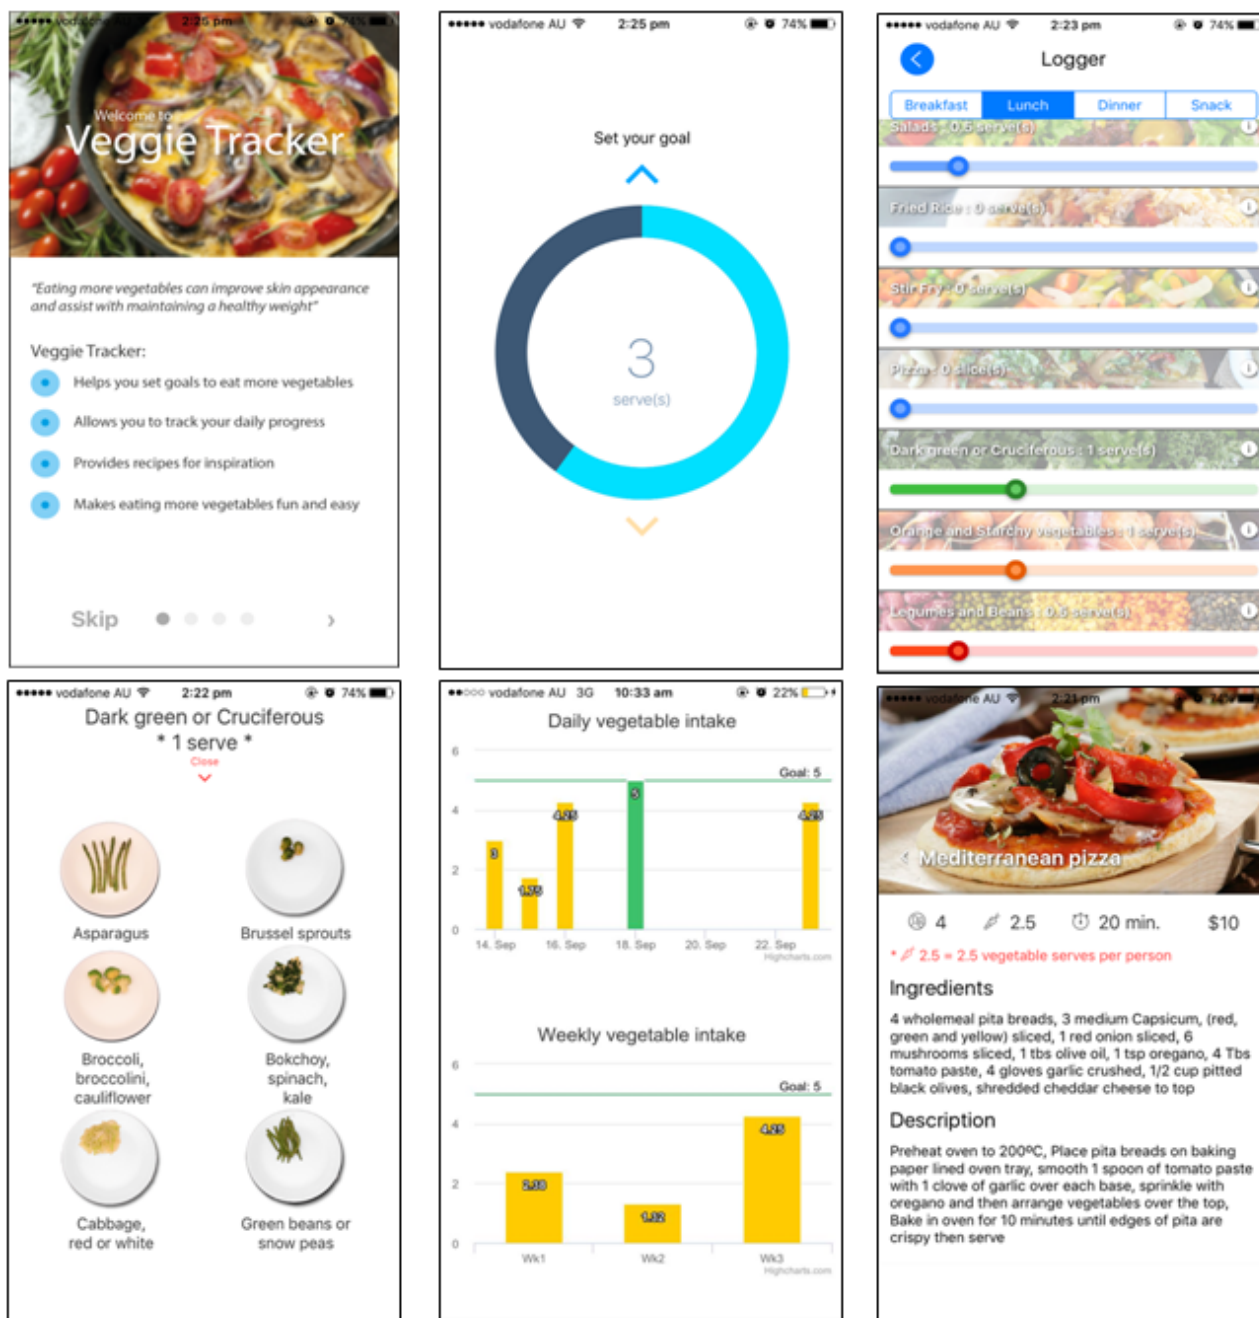 vodafone AU 2:25 pm 74%
Welcome to
Veggie Tracker
"Eating more vegetables can improve skin appearance
and assist with maintaining a healthy weight"
Veggie Tracker:
Helps you set goals to eat more vegetables
Allows you to track your daily progress
Provides recipes for inspiration
Makes eating more vegetables fun and easy
Skip
vodafone AU 2:25 pm 74%
Set your goal
3
serve(s)
vodafone AU 2:23 pm 74%
Logger
Breakfast Lunch Dinner Snack
Salads : 0.5 serve(s)
Fried Rice : 0 serve(s)
Stir Fry : 0 serve(s)
Pizza : 0 slice(s)
Dark green or Cruciferous : 1 serve(s)
Orange and Starchy vegetables : 1 serve(s)
Legumes and Beans : 0.5 serve(s)
vodafone AU 2:22 pm 74%
Dark green or Cruciferous
* 1 serve *
Close
Asparagus
Brussel sprouts
Broccoli,
broccolini,
cauliflower
Bokchoy,
spinach,
kale
Cabbage,
red or white
Green beans or
snow peas
vodafone AU 3G 10:33 am 22%
Daily vegetable intake
6
Goal: 5
5
4
4.25
4.25
3
2
1.75
0
14. Sep 16. Sep 18. Sep 20. Sep 22. Sep
Highcharts.com
Weekly vegetable intake
6
Goal: 5
4
4.25
2
2.38
1.32
0
Wk1 Wk2 Wk3
Highcharts.com
vodafone AU 2:21 pm 74%
Mediterranean pizza
4 2.5 20 min. $10
* 2.5 = 2.5 vegetable serves per person
Ingredients
4 wholemeal pita breads, 3 medium Capsicum, (red,
green and yellow) sliced, 1 red onion sliced, 6
mushrooms sliced, 1 tbs olive oil, 1 tsp oregano, 4 Tbs
tomato paste, 4 gloves garlic crushed, 1/2 cup pitted
black olives, shredded cheddar cheese to top
Description
Preheat oven to 200ºC, Place pita breads on baking
paper lined oven tray, smooth 1 spoon of tomato paste
with 1 clove of garlic over each base, sprinkle with
oregano and then arrange vegetables over the top,
Bake in oven for 10 minutes until edges of pita are
crispy then serve